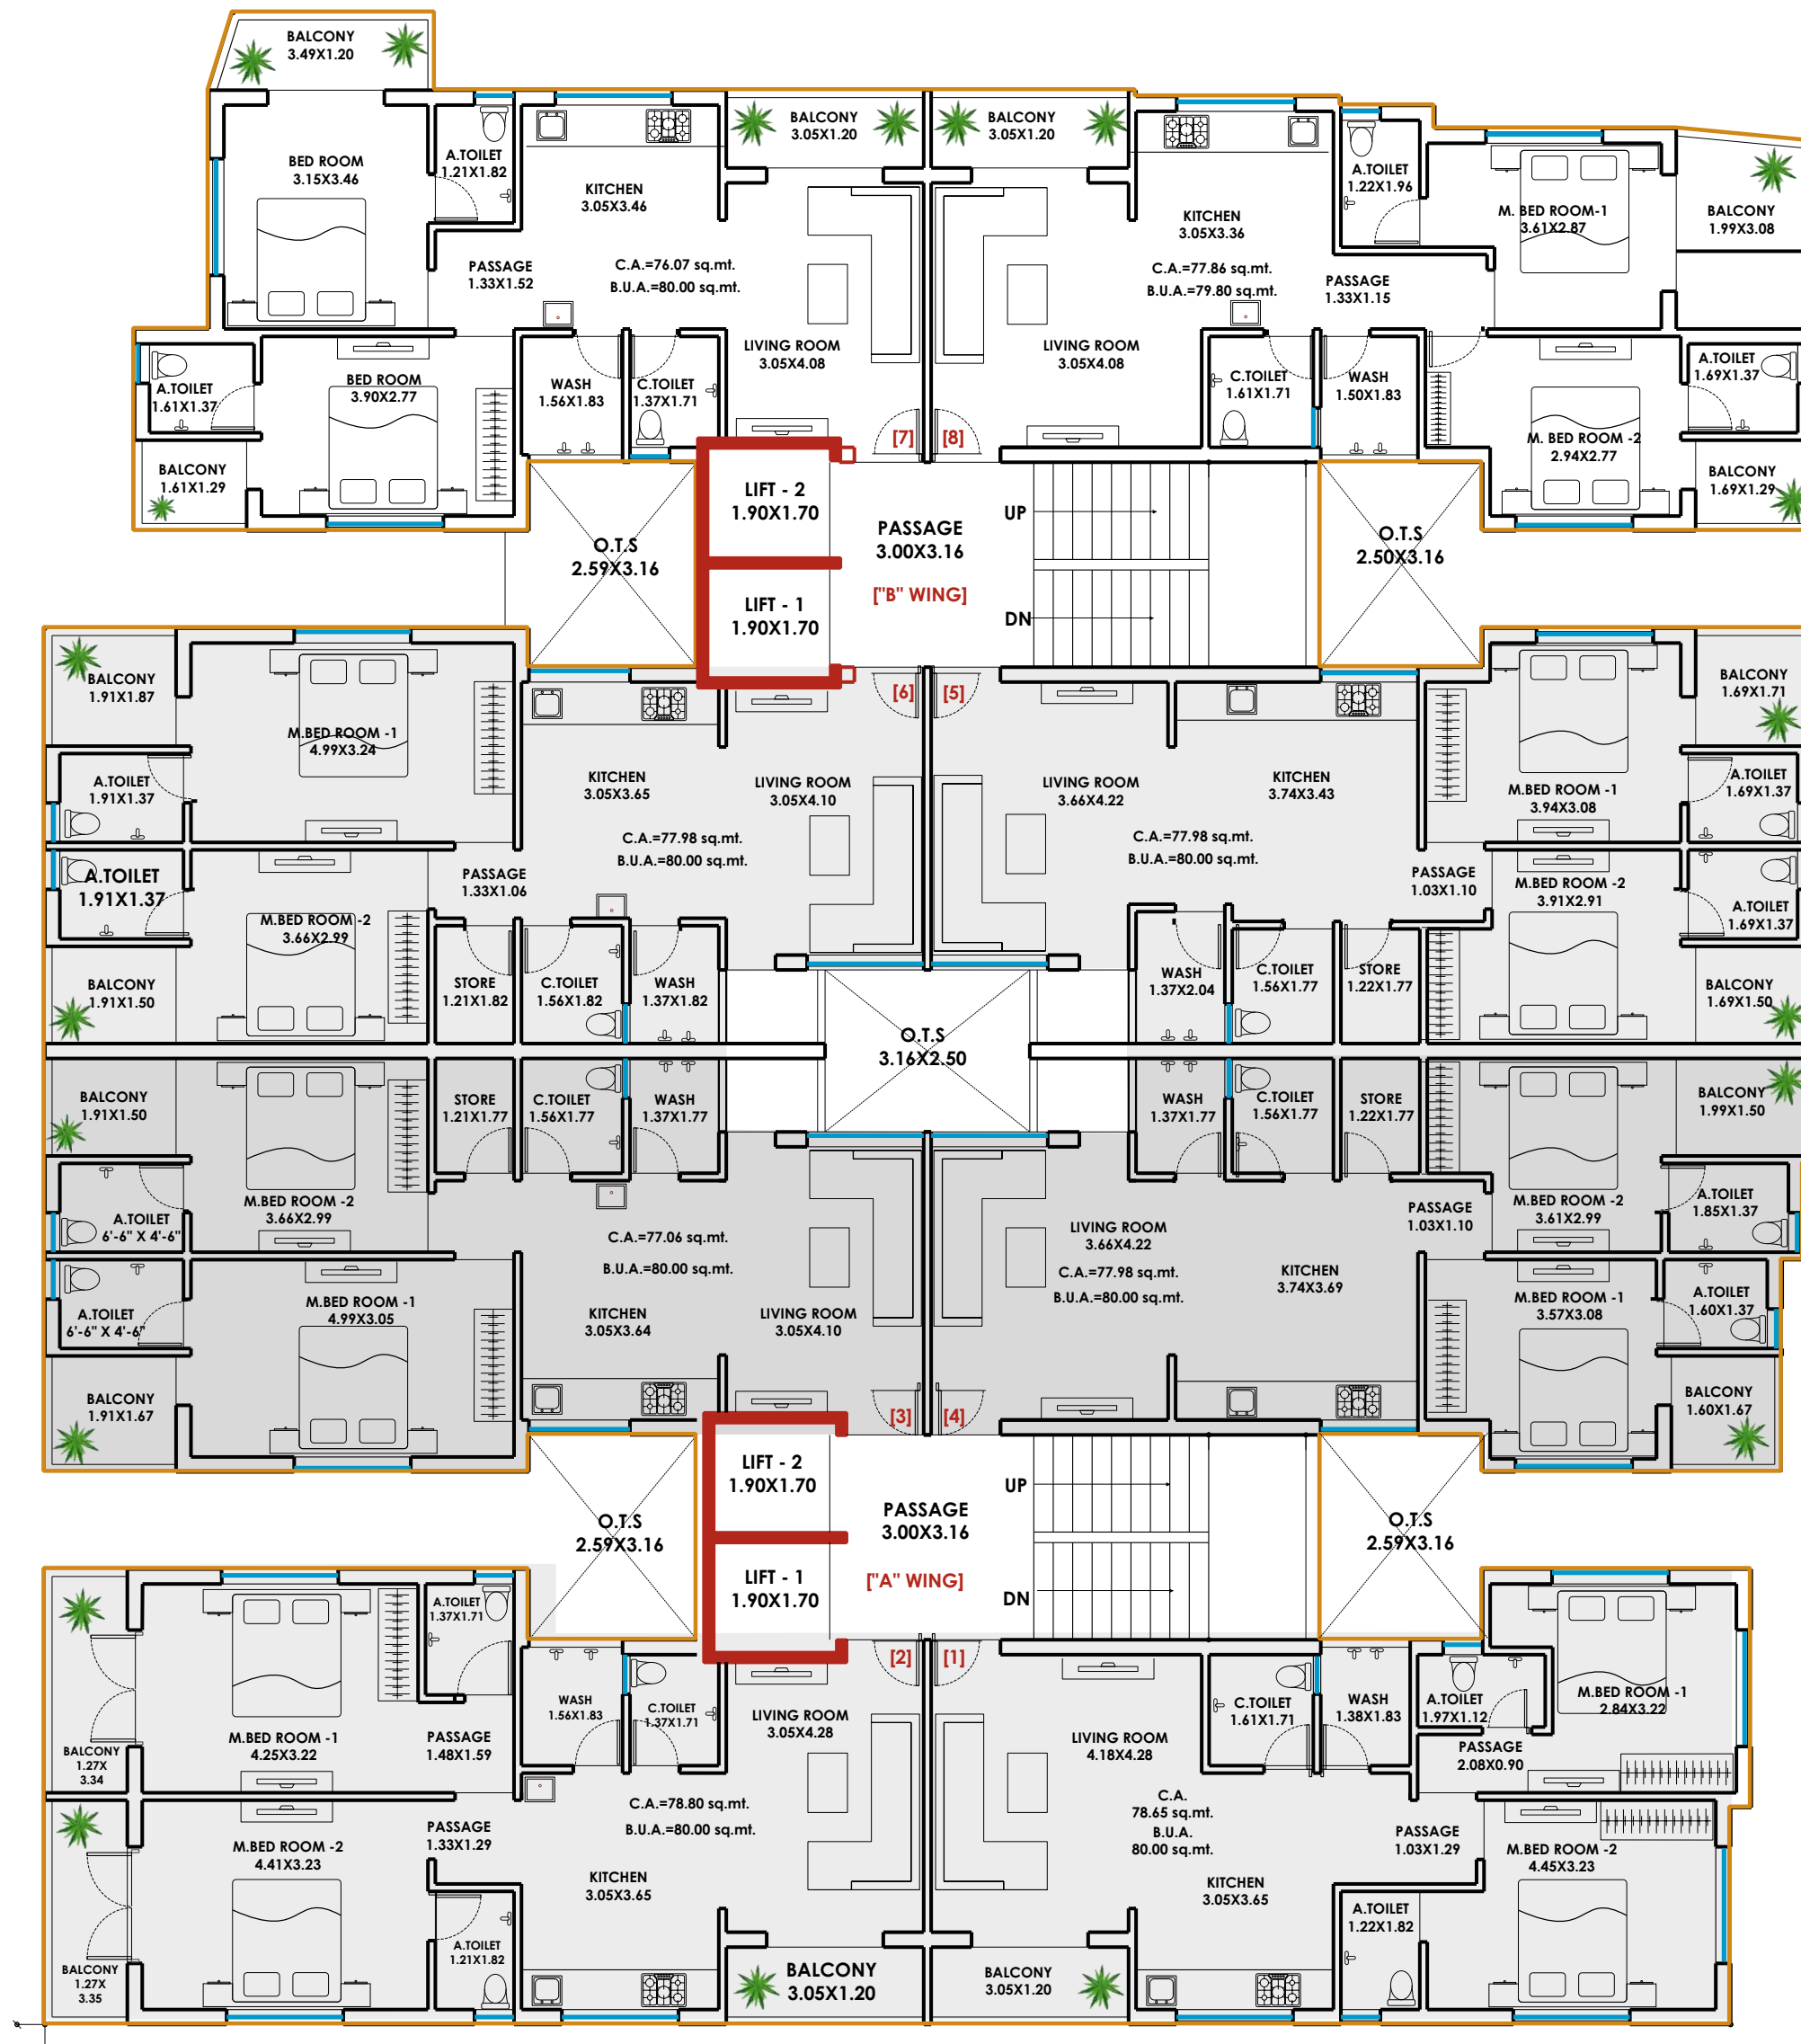 BALCONY
3.49X1.20
BED ROOM
3.15X3.46
A.TOILET
1.21X1.82
KITCHEN
3.05X3.46
BALCONY
3.05X1.20
BALCONY
3.05X1.20
KITCHEN
3.05X3.36
A.TOILET
1.22X1.96
M. BED ROOM-1
3.61X2.87
BALCONY
1.99X3.08
PASSAGE
1.33X1.52
C.A.=76.07 sq.mt.
B.U.A.=80.00 sq.mt.
C.A.=77.86 sq.mt.
B.U.A.=79.80 sq.mt.
PASSAGE
1.33X1.15
LIVING ROOM
3.05X4.08
LIVING ROOM
3.05X4.08
A.TOILET
1.61X1.37
BED ROOM
3.90X2.77
WASH
1.56X1.83
C.TOILET
1.37X1.71
C.TOILET
1.61X1.71
WASH
1.50X1.83
A.TOILET
1.69X1.37
M. BED ROOM -2
2.94X2.77
[7]
[8]
BALCONY
1.61X1.29
BALCONY
1.69X1.29
LIFT - 2
1.90X1.70
PASSAGE
3.00X3.16
UP
O.T.S
2.59X3.16
O.T.S
2.50X3.16
["B" WING]
LIFT - 1
1.90X1.70
DN
BALCONY
1.91X1.87
[6]
[5]
BALCONY
1.69X1.71
M.BED ROOM -1
4.99X3.24
A.TOILET
1.91X1.37
KITCHEN
3.05X3.65
LIVING ROOM
3.05X4.10
LIVING ROOM
3.66X4.22
KITCHEN
3.74X3.43
M.BED ROOM -1
3.94X3.08
A.TOILET
1.69X1.37
C.A.=77.98 sq.mt.
B.U.A.=80.00 sq.mt.
C.A.=77.98 sq.mt.
B.U.A.=80.00 sq.mt.
A.TOILET
1.91X1.37
PASSAGE
1.33X1.06
PASSAGE
1.03X1.10
M.BED ROOM -2
3.91X2.91
M.BED ROOM -2
3.66X2.99
A.TOILET
1.69X1.37
BALCONY
1.91X1.50
STORE
1.21X1.82
C.TOILET
1.56X1.82
WASH
1.37X1.82
WASH
1.37X2.04
C.TOILET
1.56X1.77
STORE
1.22X1.77
BALCONY
1.69X1.50
O.T.S
3.16X2.50
BALCONY
1.91X1.50
STORE
1.21X1.77
C.TOILET
1.56X1.77
WASH
1.37X1.77
WASH
1.37X1.77
C.TOILET
1.56X1.77
STORE
1.22X1.77
BALCONY
1.99X1.50
M.BED ROOM -2
3.66X2.99
A.TOILET
6'-6" X 4'-6"
C.A.=77.06 sq.mt.
B.U.A.=80.00 sq.mt.
LIVING ROOM
3.66X4.22
C.A.=77.98 sq.mt.
B.U.A.=80.00 sq.mt.
PASSAGE
1.03X1.10
M.BED ROOM -2
3.61X2.99
A.TOILET
1.85X1.37
KITCHEN
3.74X3.69
M.BED ROOM -1
3.57X3.08
A.TOILET
1.60X1.37
A.TOILET
6'-6" X 4'-6"
M.BED ROOM -1
4.99X3.05
KITCHEN
3.05X3.64
LIVING ROOM
3.05X4.10
BALCONY
1.91X1.67
BALCONY
1.60X1.67
[3]
[4]
LIFT - 2
1.90X1.70
UP
PASSAGE
3.00X3.16
O.T.S
2.59X3.16
O.T.S
2.59X3.16
LIFT - 1
1.90X1.70
["A" WING]
DN
A.TOILET
1.37X1.71
[2]
[1]
WASH
1.56X1.83
C.TOILET
1.37X1.71
LIVING ROOM
3.05X4.28
C.TOILET
1.61X1.71
WASH
1.38X1.83
A.TOILET
1.97X1.12
M.BED ROOM -1
2.84X3.22
M.BED ROOM -1
4.25X3.22
PASSAGE
1.48X1.59
LIVING ROOM
4.18X4.28
PASSAGE
2.08X0.90
BALCONY
1.27X
3.34
C.A.=78.80 sq.mt.
B.U.A.=80.00 sq.mt.
C.A.
78.65 sq.mt.
B.U.A.
80.00 sq.mt.
PASSAGE
1.33X1.29
M.BED ROOM -2
4.41X3.23
PASSAGE
1.03X1.29
M.BED ROOM -2
4.45X3.23
KITCHEN
3.05X3.65
KITCHEN
3.05X3.65
A.TOILET
1.22X1.82
A.TOILET
1.21X1.82
BALCONY
1.27X
3.35
BALCONY
3.05X1.20
BALCONY
3.05X1.20